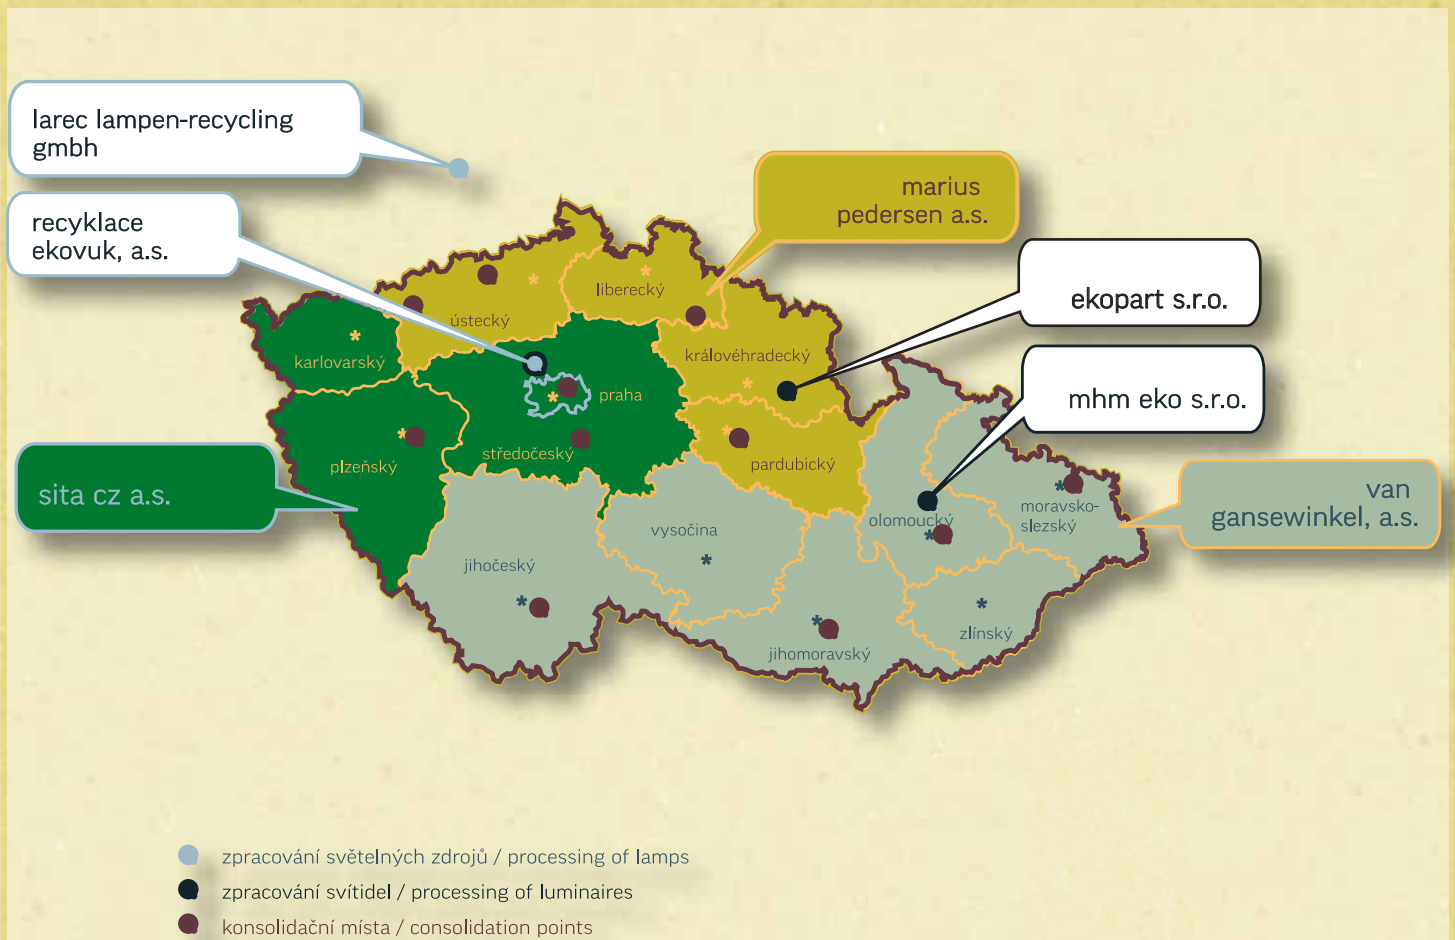 larec lampen-recycling
gmbh
recyklace
ekovuk, a.s.
marius
pedersen a.s.
ekopart s.r.o.
mhm eko s.r.o.
sita cz a.s.
van
gansewinkel, a.s.
liberecký
ústecký
karlovarský
královéhradecký
praha
středočeský
plzeňský
pardubický
vysočina
olomoucký
moravsko-
slezský
jihočeský
jihomoravský
zlínský
zpracování světelných zdrojů / processing of lamps
zpracování svítidel / processing of luminaires
konsolidační místa / consolidation points